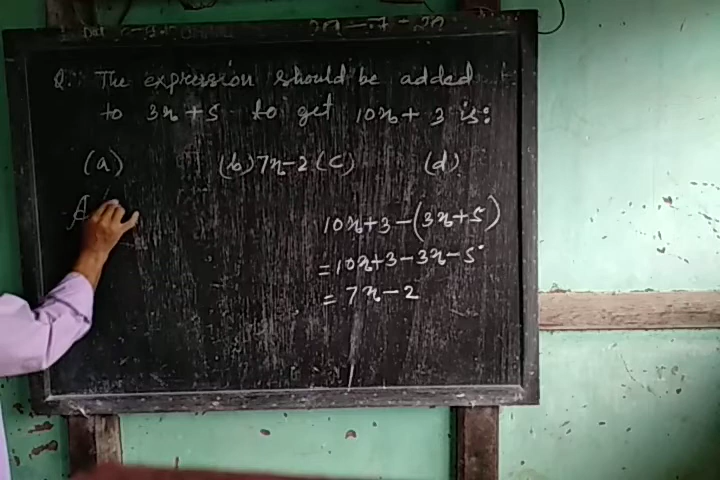 Q. The expression should be added
to 3x+5 to get 10x+3 is:
(a) (b) 7x-2 (c) (d)
A
10x+3-(3x+5)
=10x+3-3x-5
= 7x-2